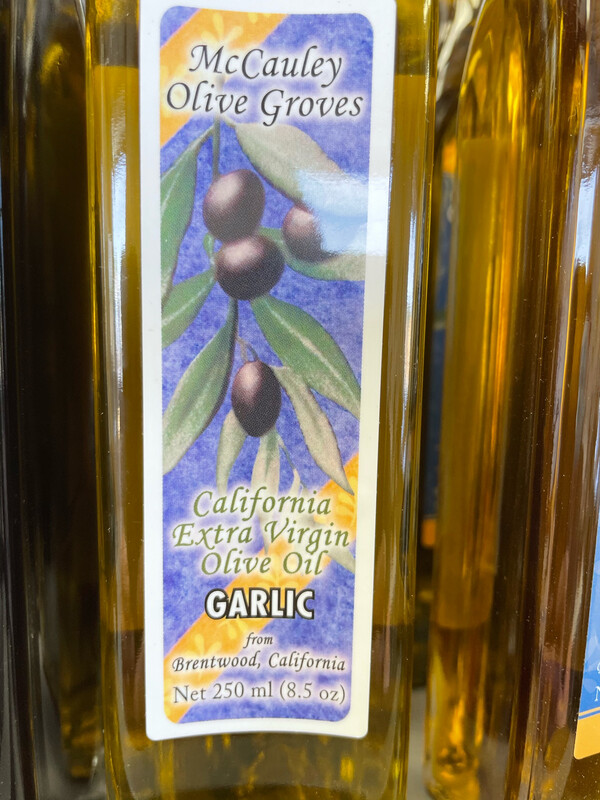 McCauley
Olive Groves
California
Extra Virgin
Olive Oil
GARLIC
from
Brentwood, California
Net 250 ml (8.5 oz)